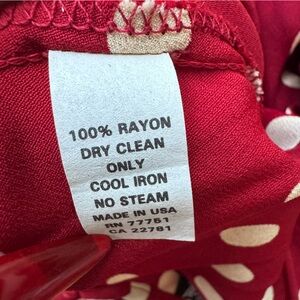 100% RAYON
DRY CLEAN
ONLY
COOL IRON
NO STEAM
MADE IN USA
RN 77751
CA 22781